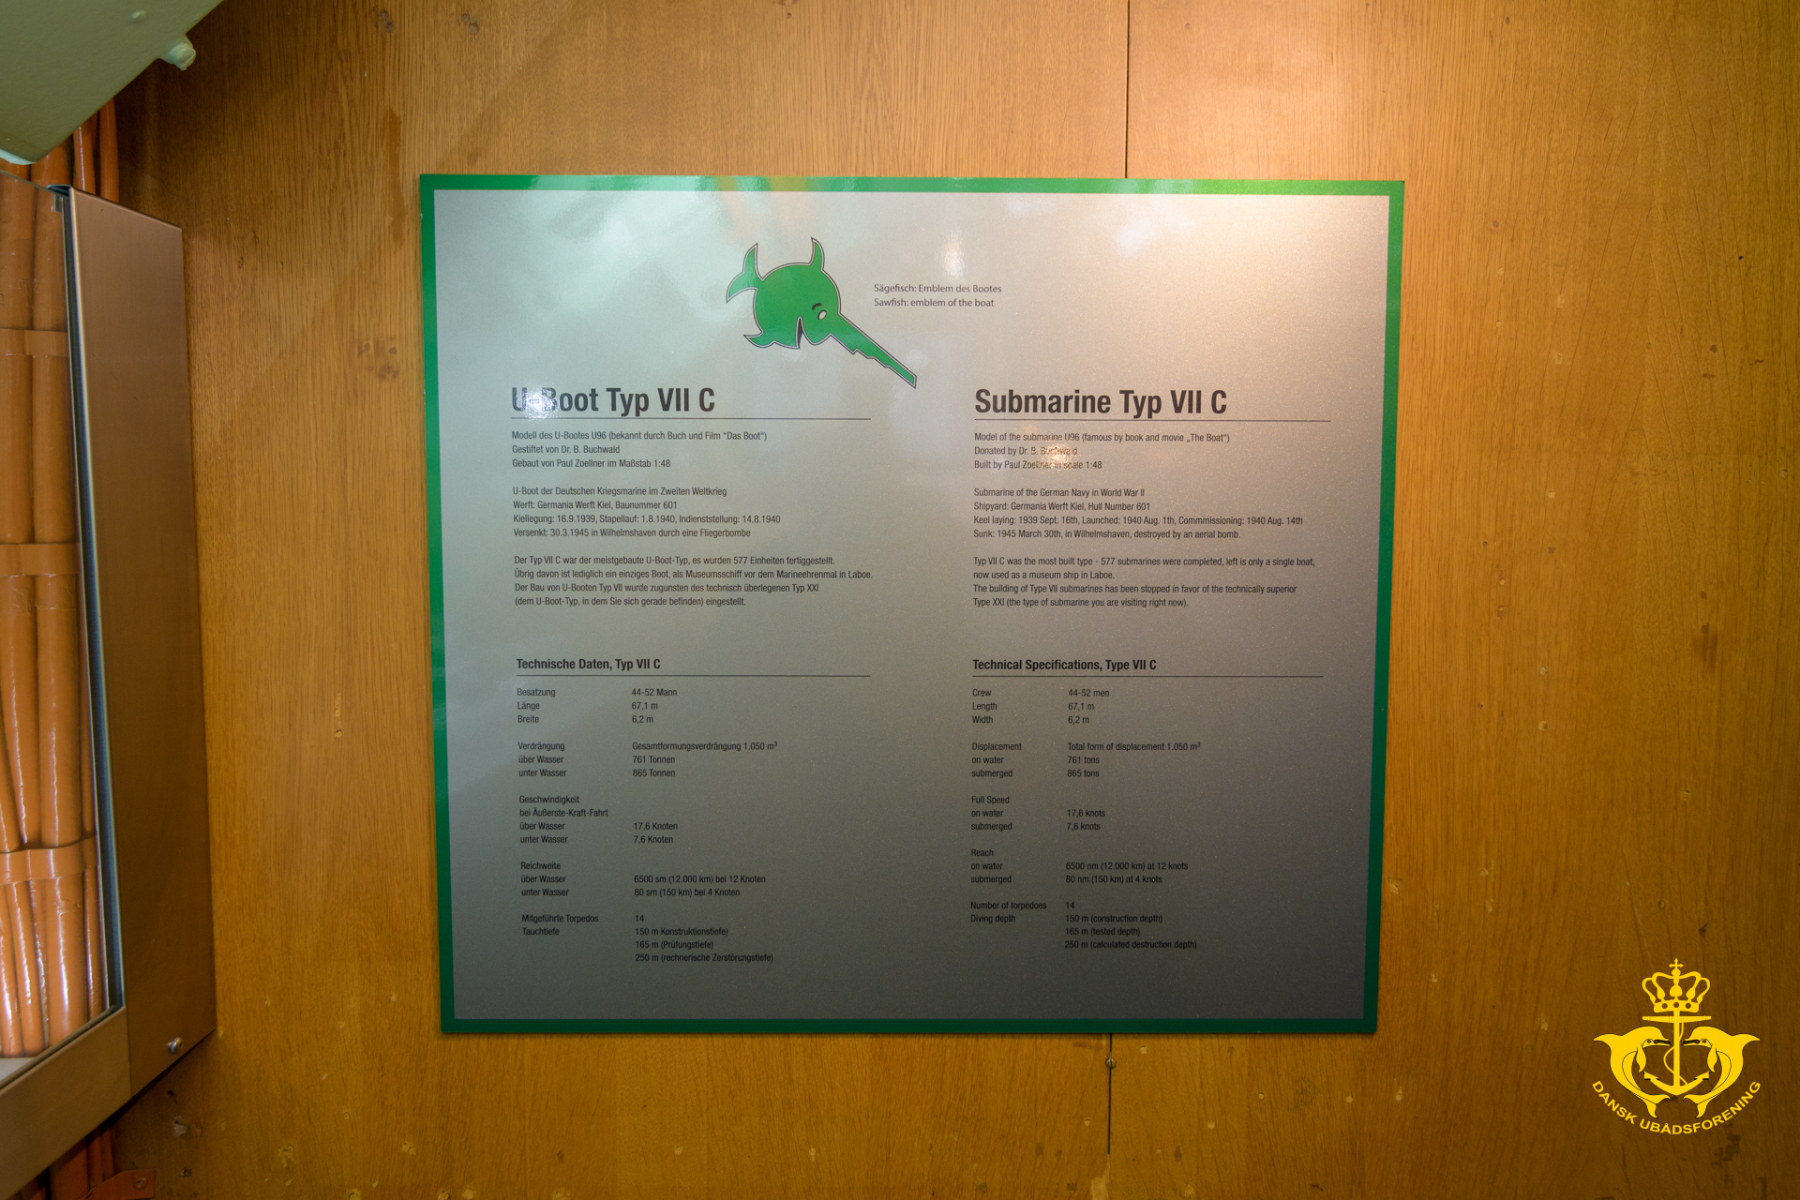 Sägefisch: Emblem des Bootes
Sawfish: emblem of the boat
U-Boot Typ VII C
Modell des U-Bootes U96 (bekannt durch Buch und Film "Das Boot")
Gestiftet von Dr. B. Buchwald
Gebaut von Paul Zoellner im Maßstab 1:48
U-Boot der Deutschen Kriegsmarine im Zweiten Weltkrieg
Werft: Germania Werft Kiel, Baunummer 601
Kiellegung: 16.9.1939, Stapellauf: 1.8.1940, Indienststellung: 14.8.1940
Versenkt: 30.3.1945 in Wilhelmshaven durch eine Fliegerbombe
Der Typ VII C war der meistgebaute U-Boot-Typ, es wurden 577 Einheiten fertiggestellt.
Übrig davon ist lediglich ein einziges Boot, als Museumsschiff vor dem Marineehrenmal in Laboe.
Der Bau von U-Booten Typ VII wurde zugunsten des technisch überlegenen Typ XXI
(dem U-Boot-Typ, in dem Sie sich gerade befinden) eingestellt.
Technische Daten, Typ VII C
Besatzung 44-52 Mann
Länge 67,1 m
Breite 6,2 m
Verdrängung Gesamtformungsverdrängung 1.050 m³
über Wasser 761 Tonnen
unter Wasser 865 Tonnen
Geschwindigkeit
bei Äußerste-Kraft-Fahrt
über Wasser 17,6 Knoten
unter Wasser 7,6 Knoten
Reichweite
über Wasser 6500 sm (12.000 km) bei 12 Knoten
unter Wasser 80 sm (150 km) bei 4 Knoten
Mitgeführte Torpedos 14
Tauchtiefe 150 m Konstruktionstiefe)
165 m (Prüfungstiefe)
250 m (rechnerische Zerstörungstiefe)
Submarine Typ VII C
Model of the submarine U96 (famous by book and movie „The Boat")
Donated by Dr. B. Buchwald
Built by Paul Zoellner in scale 1:48
Submarine of the German Navy in World War II
Shipyard: Germania Werft Kiel, Hull Number 601
Keel laying: 1939 Sept. 16th, Launched: 1940 Aug. 1th, Commmissioning: 1940 Aug. 14th
Sunk: 1945 March 30th, in Wilhelmshaven, destroyed by an aerial bomb.
Typ VII C was the most built type - 577 submarines were completed, left is only a single boat,
now used as a museum ship in Laboe.
The building of Type VII submarines has been stopped in favor of the technically superior
Type XXI (the type of submarine you are visiting right now).
Technical Specifications, Type VII C
Crew 44-52 men
Length 67,1 m
Width 6,2 m
Displacement Total form of displacement 1.050 m³
on water 761 tons
submerged 865 tons
Full Speed
on water 17,6 knots
submerged 7,6 knots
Reach
on water 6500 nm (12.000 km) at 12 knots
submerged 80 nm (150 km) at 4 knots
Number of torpedoes 14
Diving depth 150 m (construction depth)
165 m (tested depth)
250 m (calculated destruction depth)
DANSK UBÅDSFORENING